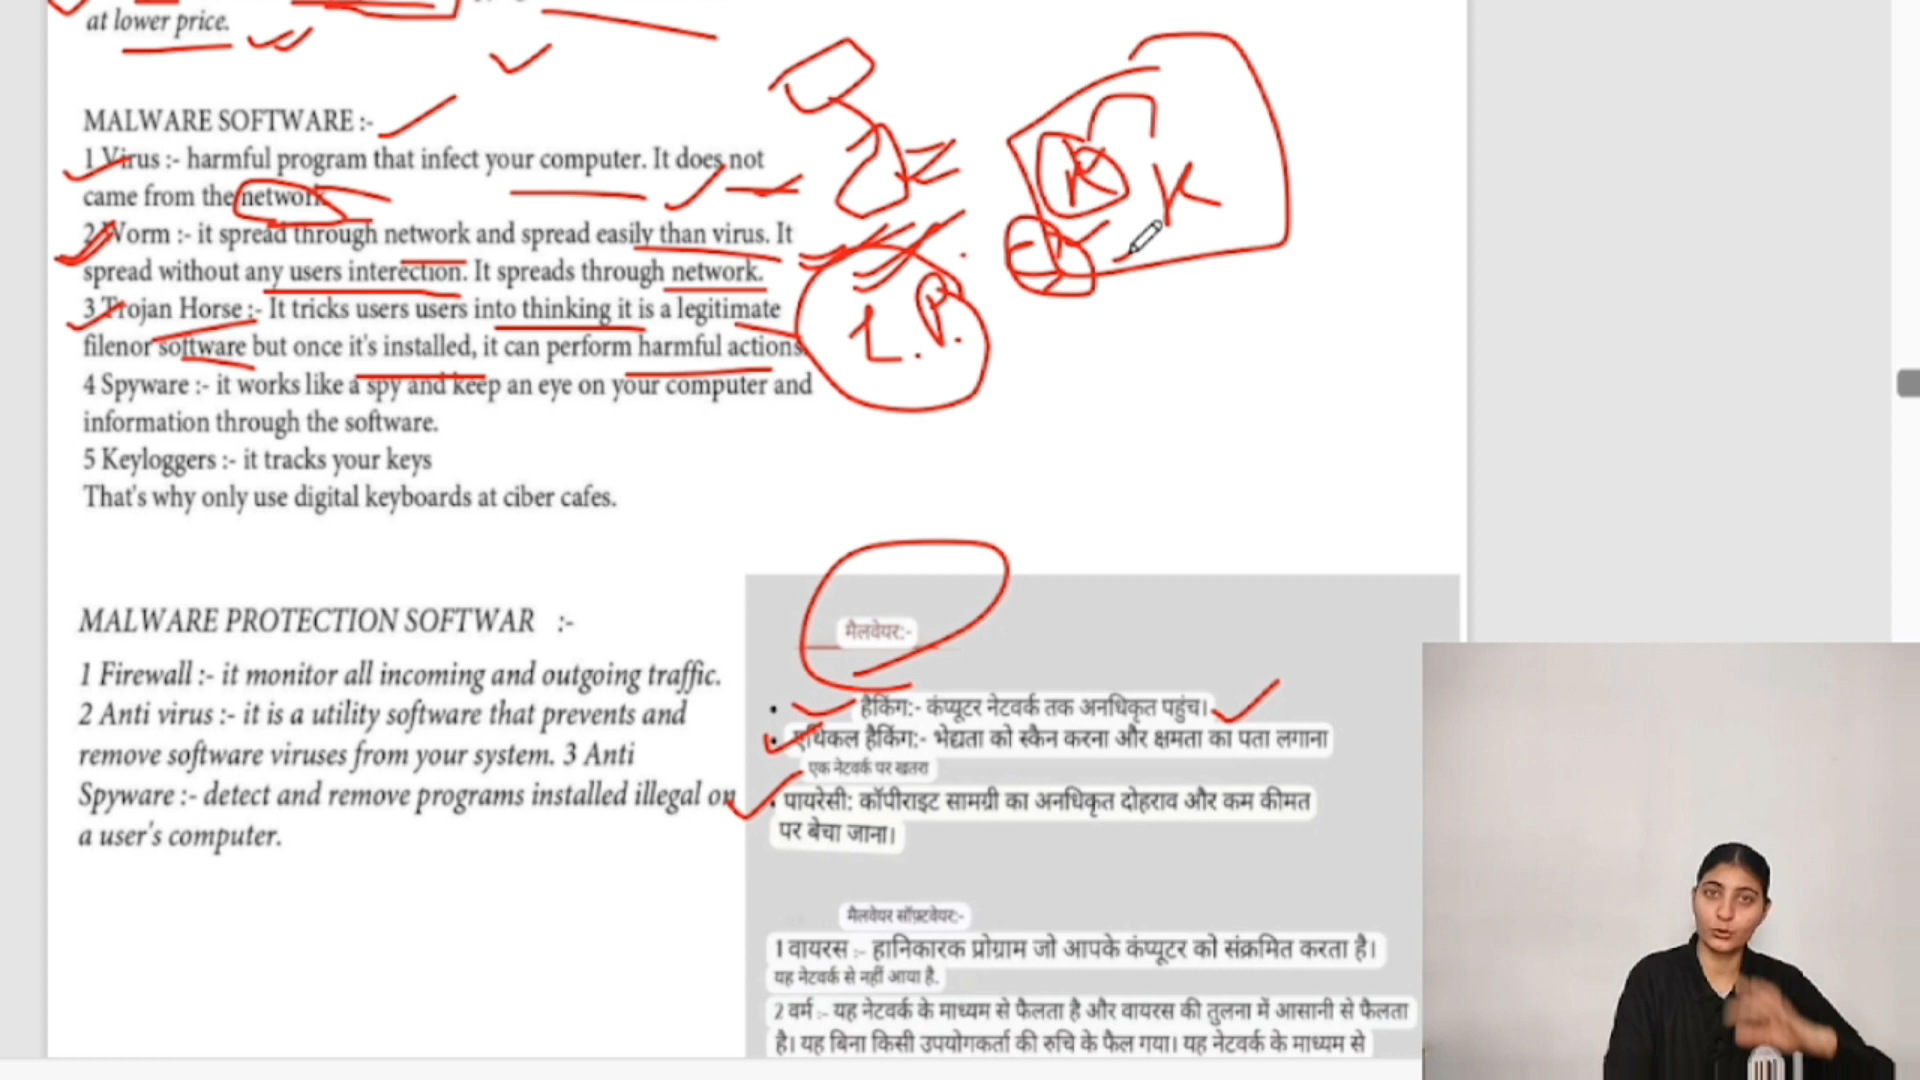 at lower price.
MALWARE SOFTWARE :-
1 Virus :- harmful program that infect your computer. It does not
came from the network
2 Worm :- it spread through network and spread easily than virus. It
spread without any users interection. It spreads through network.
3 Trojan Horse :- It tricks users users into thinking it is a legitimate
filenor software but once it's installed, it can perform harmful actions.
4 Spyware :- it works like a spy and keep an eye on your computer and
information through the software.
5 Keyloggers :- it tracks your keys
That's why only use digital keyboards at ciber cafes.
R K
I.P.
MALWARE PROTECTION SOFTWAR :-
1 Firewall :- it monitor all incoming and outgoing traffic.
2 Anti virus :- it is a utility software that prevents and
remove software viruses from your system. 3 Anti
Spyware :- detect and remove programs installed illegal on
a user's computer.
मैलवेयर:-
• हैकिंग:- कंप्यूटर नेटवर्क तक अनधिकृत पहुंच।
• एथिकल हैकिंग:- भेद्यता को स्कैन करना और क्षमता का पता लगाना
एक नेटवर्क पर खतरा
• पायरेसी: कॉपीराइट सामग्री का अनधिकृत दोहराव और कम कीमत
पर बेचा जाना।
मैलवेयर सॉफ़्टवेयर:-
1 वायरस :- हानिकारक प्रोग्राम जो आपके कंप्यूटर को संक्रमित करता है।
यह नेटवर्क से नहीं आया है.
2 वर्म :- यह नेटवर्क के माध्यम से फैलता है और वायरस की तुलना में आसानी से फैलता
है। यह बिना किसी उपयोगकर्ता की रुचि के फैल गया। यह नेटवर्क के माध्यम से